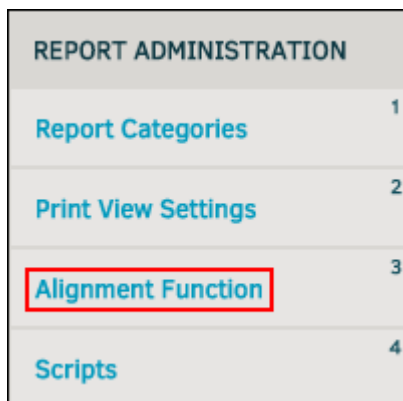 REPORT ADMINISTRATION
Report Categories 1
Print View Settings 2
Alignment Function 3
Scripts 4